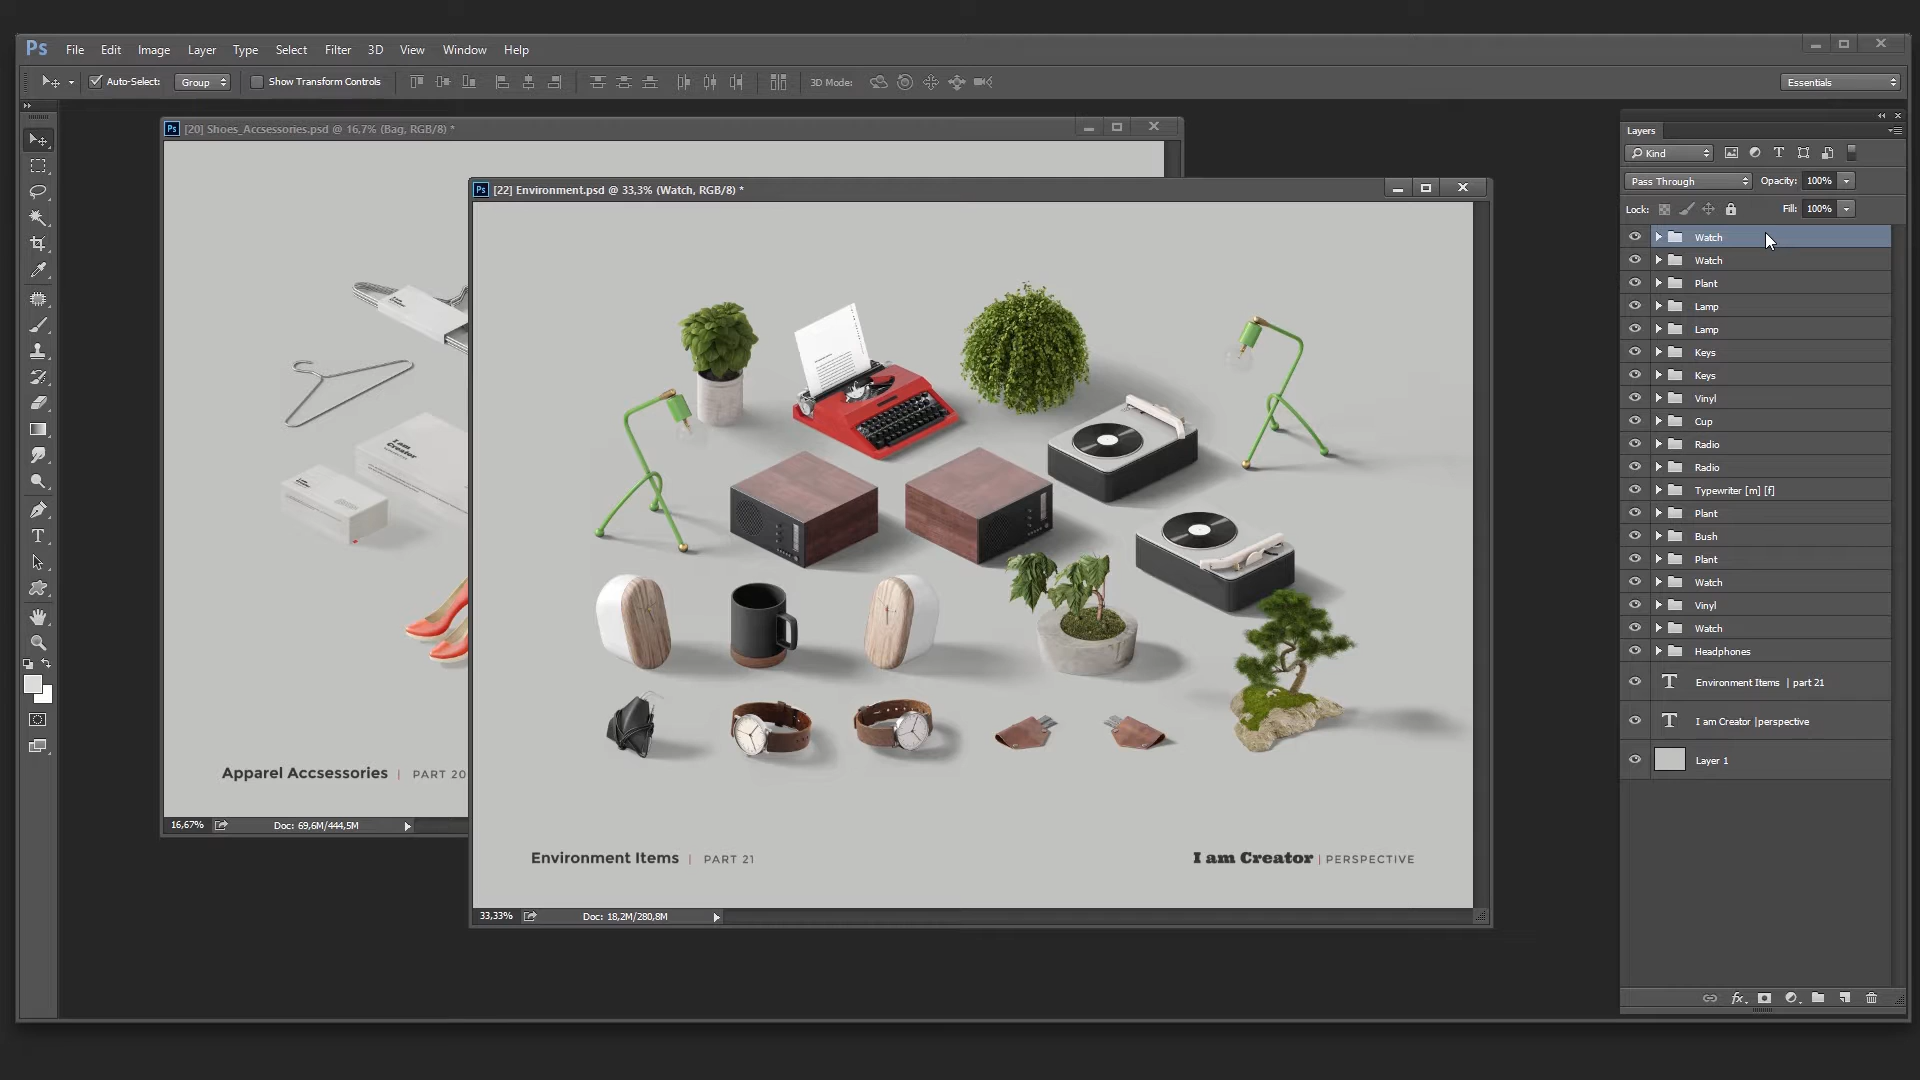 Ps File Edit Image Layer Type Select Filter 3D View Window Help
Auto-Select: Group Show Transform Controls 3D Mode: Essentials
Ps [20] Shoes_Accsessories.psd @ 16,7% (Bag, RGB/8) *
I am
Creator
Apparel Accsessories | PART 20
16,67% Doc: 69,6M/444,5M
Ps [22] Environment.psd @ 33,3% (Watch, RGB/8) *
Environment Items | PART 21
I am Creator | PERSPECTIVE
33,33% Doc: 18,2M/280,8M
Layers
Kind
Pass Through Opacity: 100%
Lock: Fill: 100%
Watch
Watch
Plant
Lamp
Lamp
Keys
Keys
Vinyl
Cup
Radio
Radio
Typewriter [m] [f]
Plant
Bush
Plant
Watch
Vinyl
Watch
Headphones
Environment Items | part 21
I am Creator |perspective
Layer 1
fx